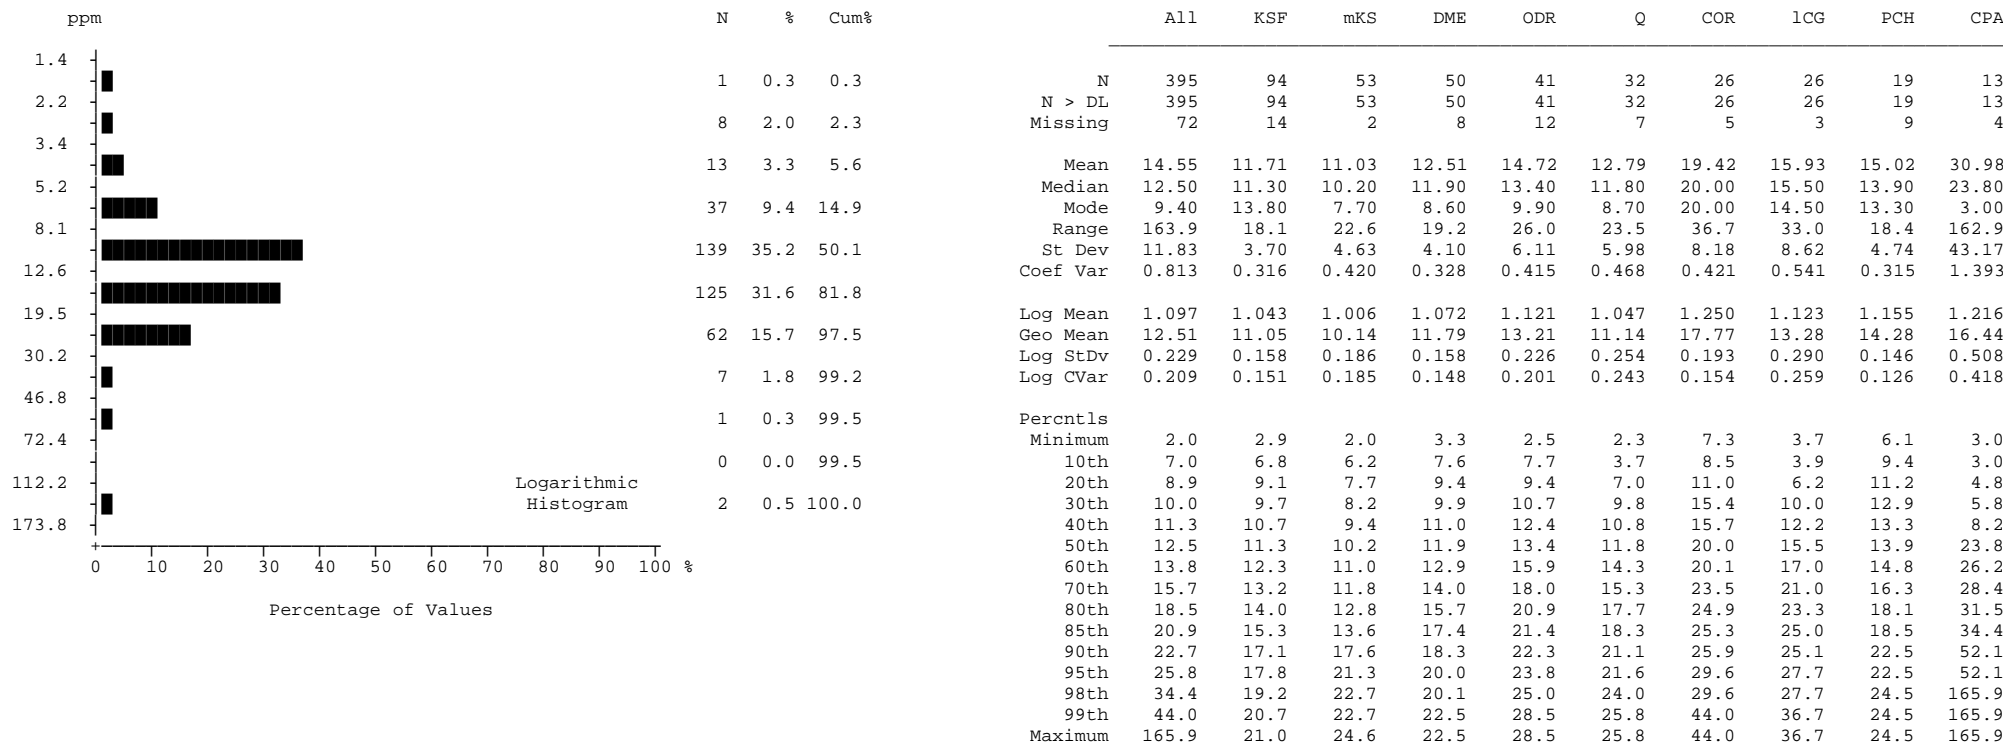 ppm N % Cum% All KSF mKS DME ODR Q COR lCG PCH CPA
1.4
1 0.3 0.3 N 395 94 53 50 41 32 26 26 19 13
2.2 N > DL 395 94 53 50 41 32 26 26 19 13
8 2.0 2.3 Missing 72 14 2 8 12 7 5 3 9 4
3.4
13 3.3 5.6 Mean 14.55 11.71 11.03 12.51 14.72 12.79 19.42 15.93 15.02 30.98
5.2 Median 12.50 11.30 10.20 11.90 13.40 11.80 20.00 15.50 13.90 23.80
37 9.4 14.9 Mode 9.40 13.80 7.70 8.60 9.90 8.70 20.00 14.50 13.30 3.00
8.1 Range 163.9 18.1 22.6 19.2 26.0 23.5 36.7 33.0 18.4 162.9
139 35.2 50.1 St Dev 11.83 3.70 4.63 4.10 6.11 5.98 8.18 8.62 4.74 43.17
12.6 Coef Var 0.813 0.316 0.420 0.328 0.415 0.468 0.421 0.541 0.315 1.393
125 31.6 81.8
19.5 Log Mean 1.097 1.043 1.006 1.072 1.121 1.047 1.250 1.123 1.155 1.216
62 15.7 97.5 Geo Mean 12.51 11.05 10.14 11.79 13.21 11.14 17.77 13.28 14.28 16.44
30.2 Log StDv 0.229 0.158 0.186 0.158 0.226 0.254 0.193 0.290 0.146 0.508
7 1.8 99.2 Log CVar 0.209 0.151 0.185 0.148 0.201 0.243 0.154 0.259 0.126 0.418
46.8
1 0.3 99.5 Percntls
72.4 Minimum 2.0 2.9 2.0 3.3 2.5 2.3 7.3 3.7 6.1 3.0
0 0.0 99.5 10th 7.0 6.8 6.2 7.6 7.7 3.7 8.5 3.9 9.4 3.0
112.2 Logarithmic 20th 8.9 9.1 7.7 9.4 9.4 7.0 11.0 6.2 11.2 4.8
Histogram 2 0.5 100.0 30th 10.0 9.7 8.2 9.9 10.7 9.8 15.4 10.0 12.9 5.8
173.8 40th 11.3 10.7 9.4 11.0 12.4 10.8 15.7 12.2 13.3 8.2
50th 12.5 11.3 10.2 11.9 13.4 11.8 20.0 15.5 13.9 23.8
0 10 20 30 40 50 60 70 80 90 100 % 60th 13.8 12.3 11.0 12.9 15.9 14.3 20.1 17.0 14.8 26.2
70th 15.7 13.2 11.8 14.0 18.0 15.3 23.5 21.0 16.3 28.4
Percentage of Values 80th 18.5 14.0 12.8 15.7 20.9 17.7 24.9 23.3 18.1 31.5
85th 20.9 15.3 13.6 17.4 21.4 18.3 25.3 25.0 18.5 34.4
90th 22.7 17.1 17.6 18.3 22.3 21.1 25.9 25.1 22.5 52.1
95th 25.8 17.8 21.3 20.0 23.8 21.6 29.6 27.7 22.5 52.1
98th 34.4 19.2 22.7 20.1 25.0 24.0 29.6 27.7 24.5 165.9
99th 44.0 20.7 22.7 22.5 28.5 25.8 44.0 36.7 24.5 165.9
Maximum 165.9 21.0 24.6 22.5 28.5 25.8 44.0 36.7 24.5 165.9